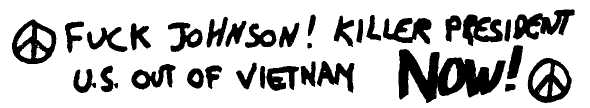 FUCK JOHNSON! KILLER PRESIDENT
U.S. OUT OF VIETNAM NOW!